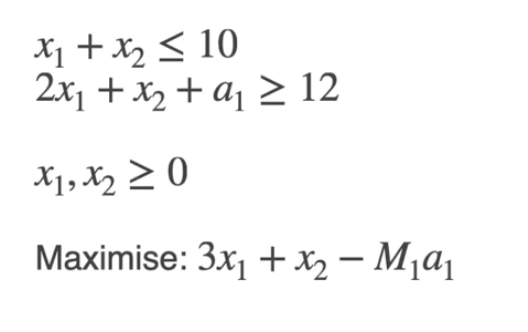 x₁ + x₂ ≤ 10
2x₁ + x₂ + a₁ ≥ 12
x₁, x₂ ≥ 0
Maximise: 3x₁ + x₂ − M₁a₁